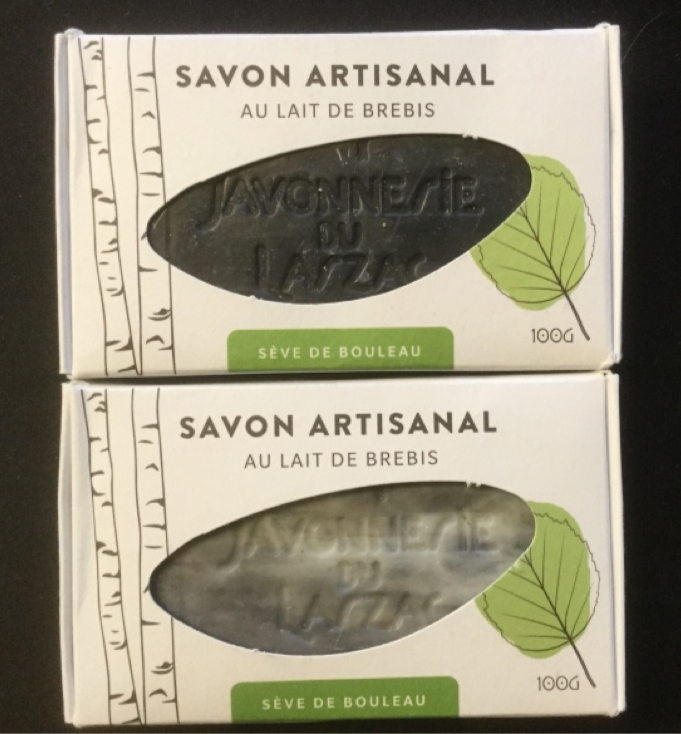 SAVON ARTISANAL
AU LAIT DE BREBIS
SAVONNERIE
DU
LARZAC
100G
SÈVE DE BOULEAU
SAVON ARTISANAL
AU LAIT DE BREBIS
SAVONNERIE
DU
LARZAC
100G
SÈVE DE BOULEAU